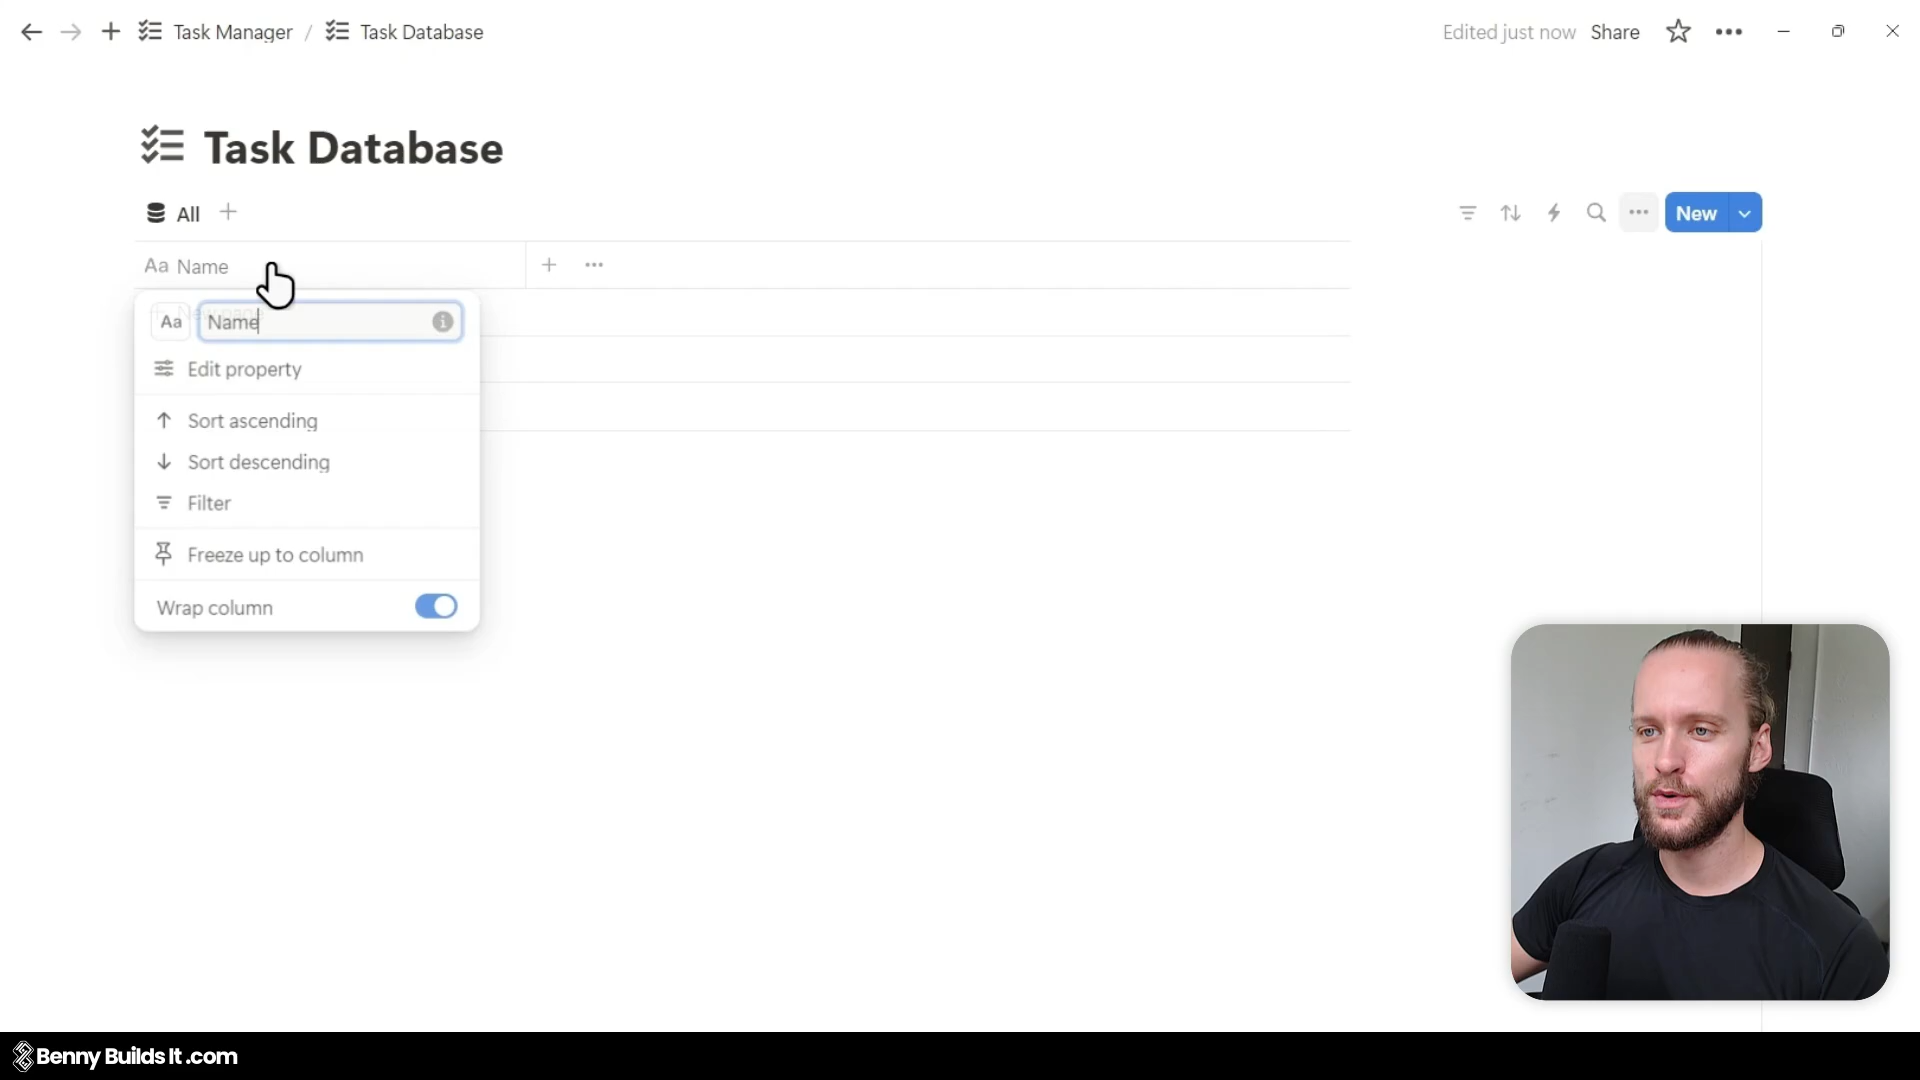 Task Manager / Task Database
Edited just now Share
Task Database
All
New
Aa Name
Aa Name
Edit property
Sort ascending
Sort descending
Filter
Freeze up to column
Wrap column
Benny Builds It .com